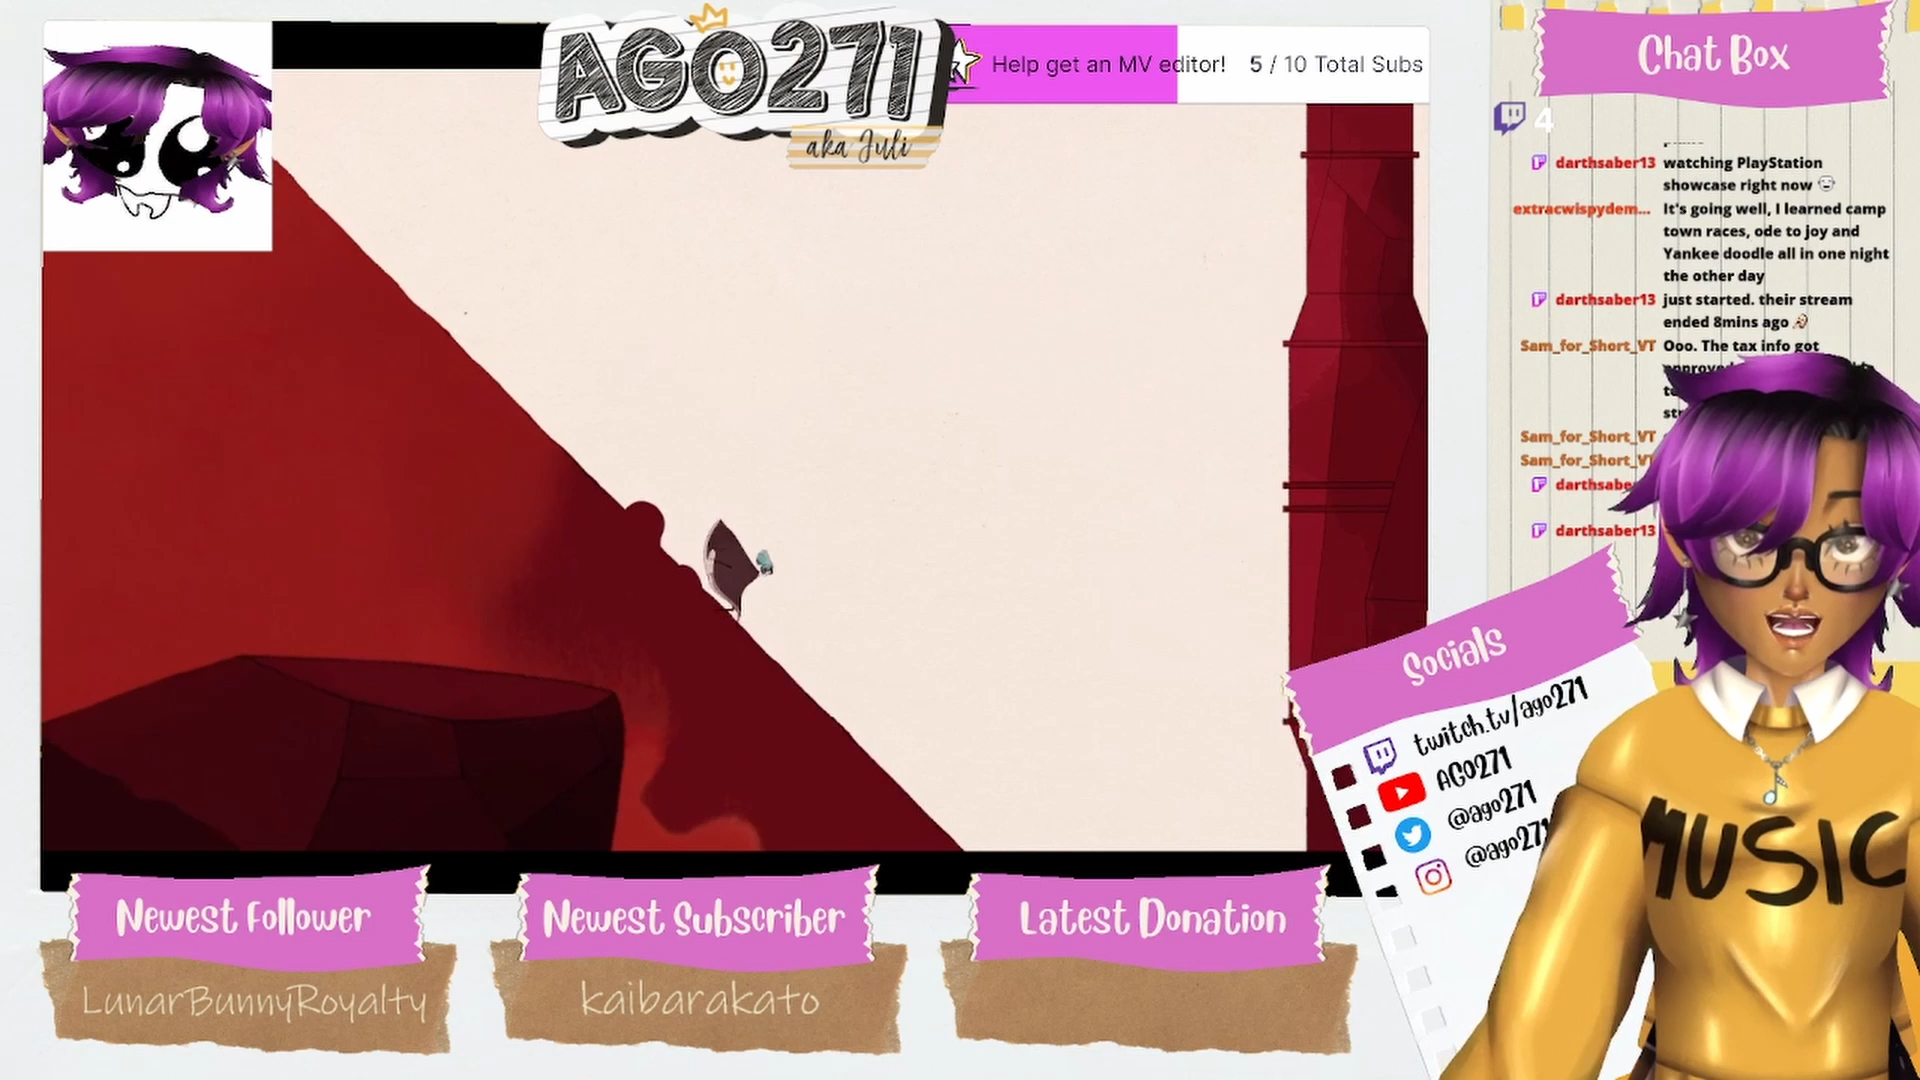 AGO271
aka Juli
Help get an MV editor! 5 / 10 Total Subs
Chat Box
4
darthsaber13 watching PlayStation
showcase right now
extracwispydem... It's going well, I learned camp
town races, ode to joy and
Yankee doodle all in one night
the other day
darthsaber13 just started. their stream
ended 8mins ago
Sam_for_Short_VT Ooo. The tax info got
Sam_for_Short_VT
Sam_for_Short_VT
darthsabe
darthsaber13
Socials
twitch.tv/ago271
AGO271
@ago271
@ago271
MUSIC
Newest Follower
LunarBunnyRoyalty
Newest Subscriber
kaibarakato
Latest Donation